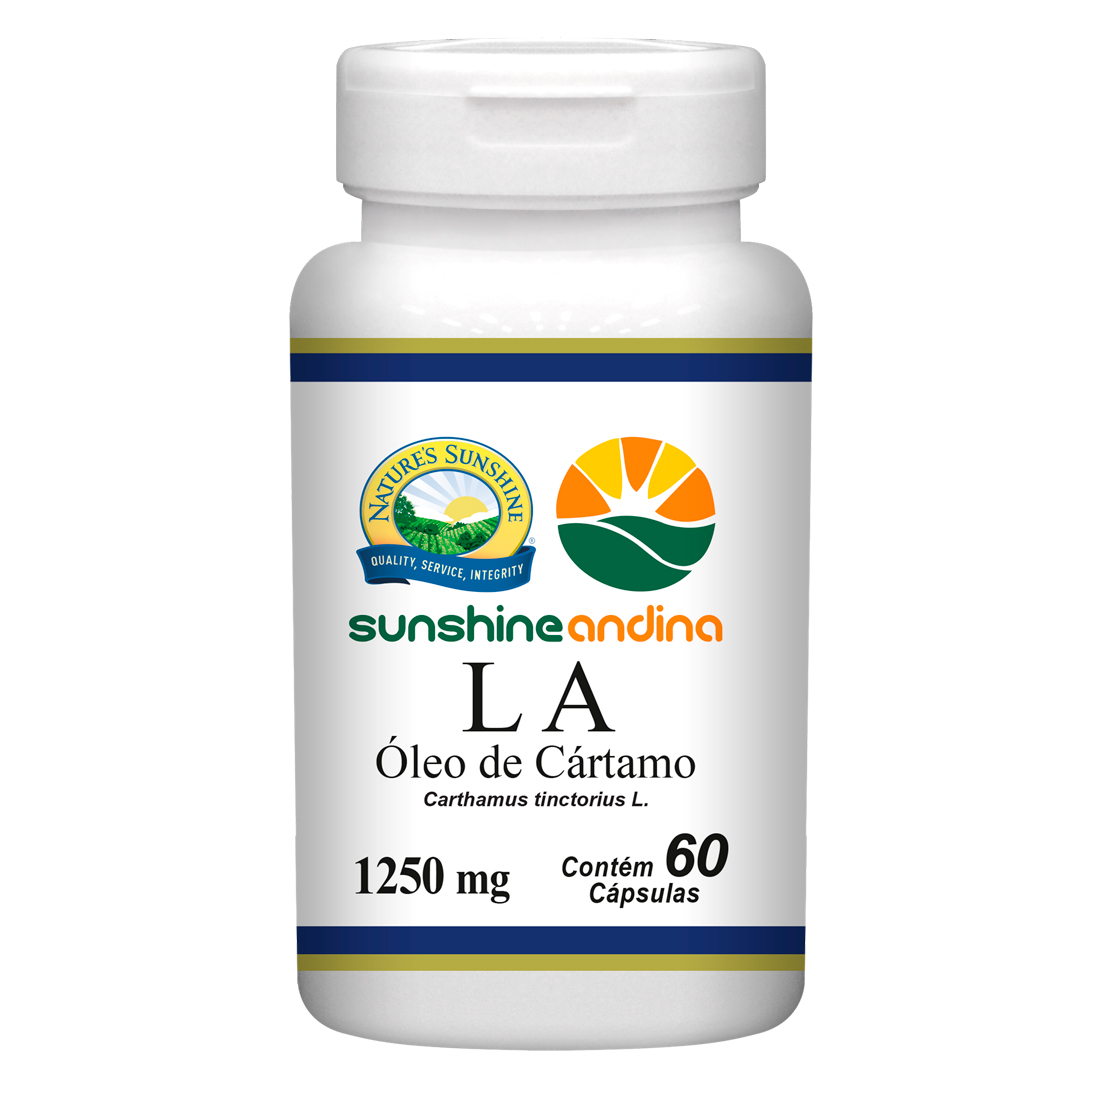 NATURE'S SUNSHINE
®
QUALITY, SERVICE, INTEGRITY
sunshineandina
L A
Óleo de Cártamo
Carthamus tinctorius L.
1250 mg
Contém 60
Cápsulas